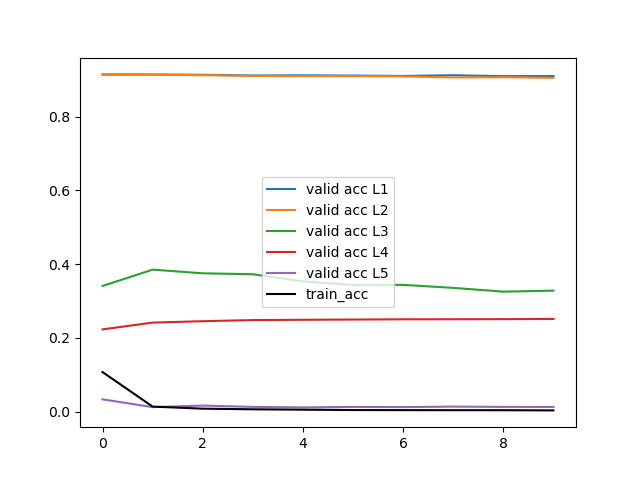 0.8
0.6
0.4
0.2
0.0
valid acc L1
valid acc L2
valid acc L3
valid acc L4
valid acc L5
train_acc
0 2 4 6 8